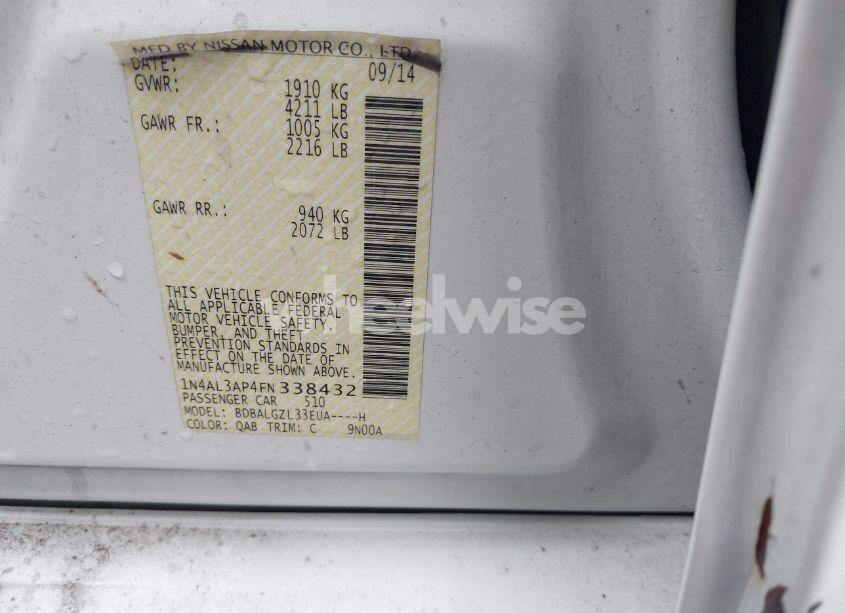 MFD BY NISSAN MOTOR CO., LTD
DATE: 09/14
GVWR: 1910 KG
4211 LB
GAWR FR.: 1005 KG
2216 LB
GAWR RR.: 940 KG
2072 LB
THIS VEHICLE CONFORMS TO
ALL APPLICABLE FEDERAL
MOTOR VEHICLE SAFETY,
BUMPER, AND THEFT
PREVENTION STANDARDS IN
EFFECT ON THE DATE OF
MANUFACTURE SHOWN ABOVE.
1N4AL3AP4FN 338432
PASSENGER CAR 510
MODEL: BDBALGZL33EUA----H
COLOR: QAB TRIM: C 9N00A
wheelwise